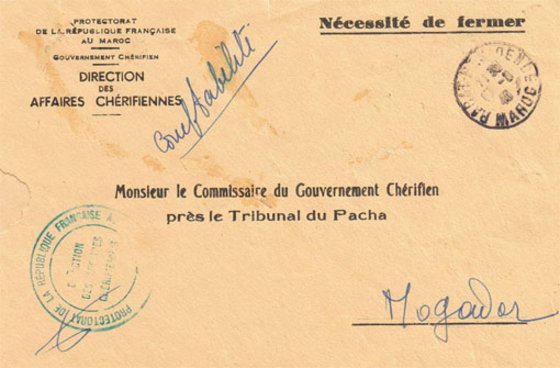 PROTECTORAT
DE LA RÉPUBLIQUE FRANÇAISE
AU MAROC
GOUVERNEMENT CHÉRIFIEN
DIRECTION
DES
AFFAIRES CHÉRIFIENNES
Comptabilité
Nécessité de fermer
RABAT MAROC
Monsieur le Commissaire du Gouvernement Chérifien
près le Tribunal du Pacha
PROTECTORAT DE LA RÉPUBLIQUE FRANÇAISE
DIRECTION
DES AFFAIRES
CHÉRIFIENNES
Mogador